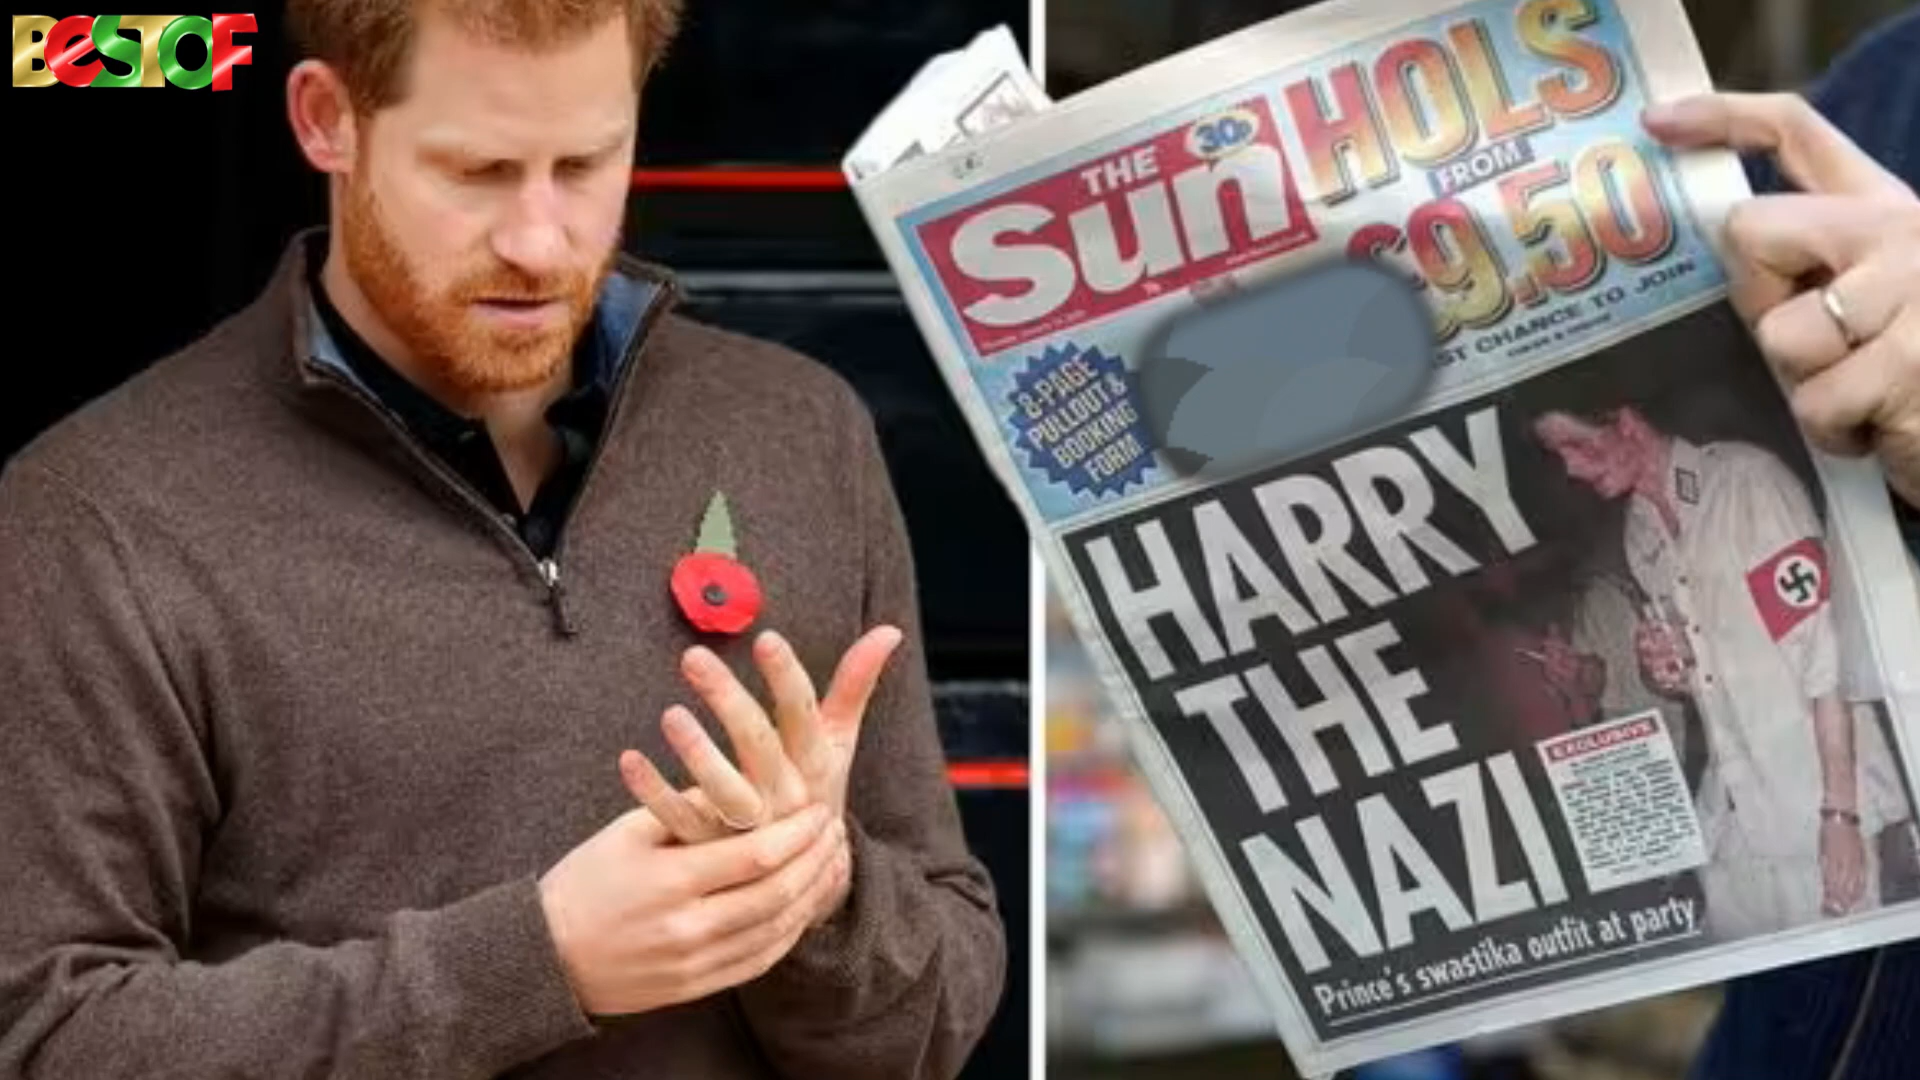 BESTOF
THE
Sun
30p
HOLS
FROM
£9.50
ST CHANCE TO JOIN
8-PAGE
PULLOUT &
BOOKING
FORM
HARRY
THE
NAZI
EXCLUSIVE
Prince's swastika outfit at party